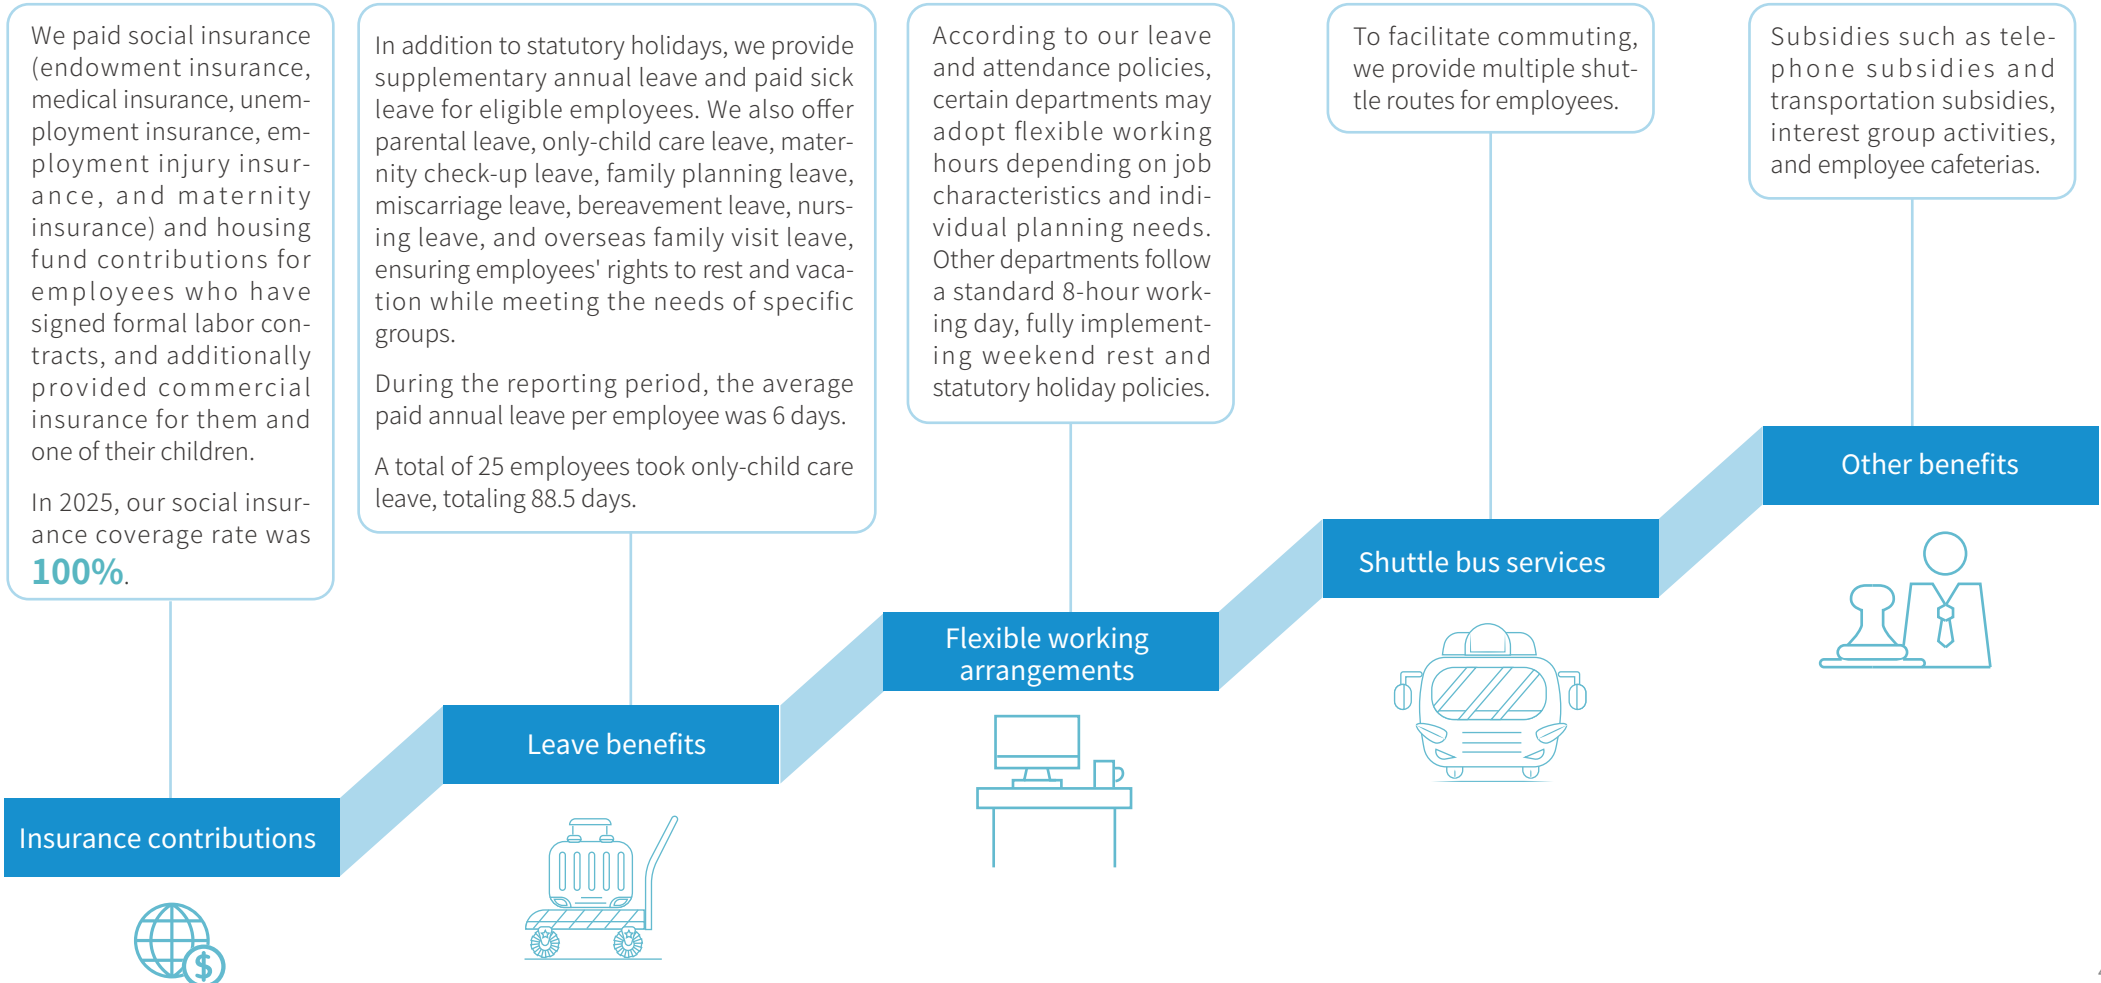 We paid social insurance
(endowment insurance,
medical insurance, unem-
ployment insurance, em-
ployment injury insur-
ance, and maternity
insurance) and housing
fund contributions for
employees who have
signed formal labor con-
tracts, and additionally
provided commercial
insurance for them and
one of their children.
In 2025, our social insur-
ance coverage rate was
100%.
Insurance contributions
$
In addition to statutory holidays, we provide
supplementary annual leave and paid sick
leave for eligible employees. We also offer
parental leave, only-child care leave, mater-
nity check-up leave, family planning leave,
miscarriage leave, bereavement leave, nurs-
ing leave, and overseas family visit leave,
ensuring employees' rights to rest and vaca-
tion while meeting the needs of specific
groups.
During the reporting period, the average
paid annual leave per employee was 6 days.
A total of 25 employees took only-child care
leave, totaling 88.5 days.
Leave benefits
According to our leave
and attendance policies,
certain departments may
adopt flexible working
hours depending on job
characteristics and indi-
vidual planning needs.
Other departments follow
a standard 8-hour work-
ing day, fully implement-
ing weekend rest and
statutory holiday policies.
Flexible working
arrangements
To facilitate commuting,
we provide multiple shut-
tle routes for employees.
Shuttle bus services
Subsidies such as tele-
phone subsidies and
transportation subsidies,
interest group activities,
and employee cafeterias.
Other benefits